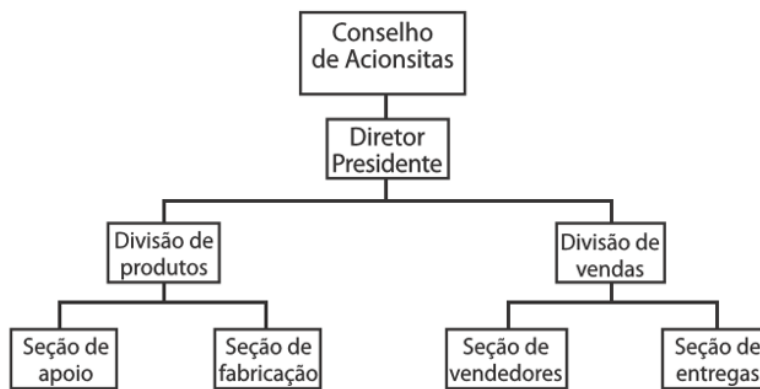 Conselho
de Acionsitas
Diretor
Presidente
Divisão de
produtos
Divisão de
vendas
Seção de
apoio
Seção de
fabricação
Seção de
vendedores
Seção de
entregas